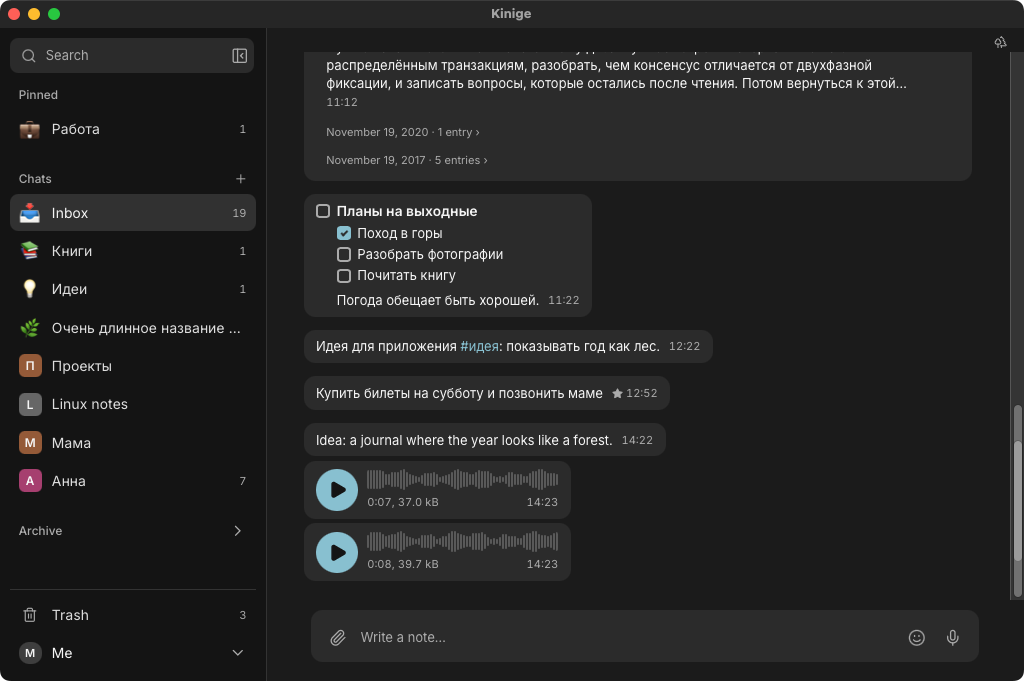 Kinige
Search
Pinned
Работа 1
Chats
Inbox 19
Книги 1
Идеи 1
Очень длинное название ...
П Проекты
L Linux notes
М Мама
А Анна 7
Archive
Trash 3
M Me
распределённым транзакциям, разобрать, чем консенсус отличается от двухфазной
фиксации, и записать вопросы, которые остались после чтения. Потом вернуться к этой...
11:12
November 19, 2020 · 1 entry ›
November 19, 2017 · 5 entries ›
Планы на выходные
Поход в горы
Разобрать фотографии
Почитать книгу
Погода обещает быть хорошей. 11:22
Идея для приложения #идея: показывать год как лес. 12:22
Купить билеты на субботу и позвонить маме ★ 12:52
Idea: a journal where the year looks like a forest. 14:22
0:07, 37.0 kB 14:23
0:08, 39.7 kB 14:23
Write a note...